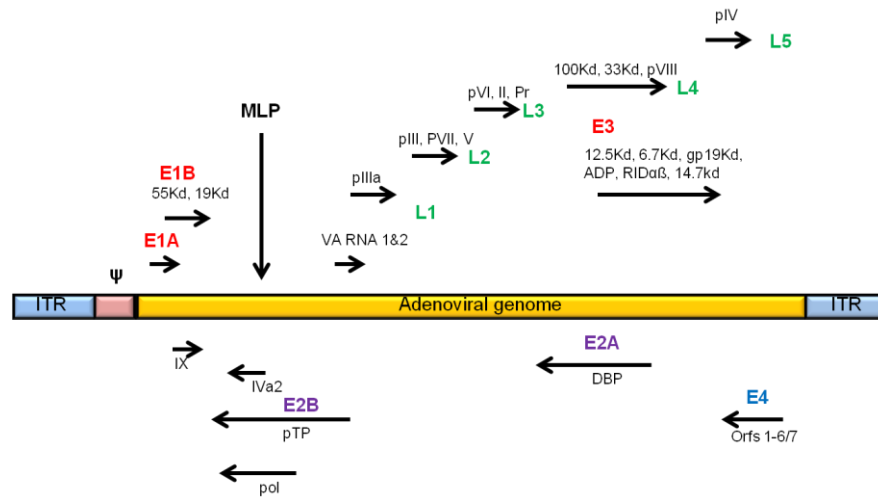 pIV
L5
100Kd, 33Kd, pVIII
L4
pVI, II, Pr
L3
MLP
E3
pIII, PVII, V
L2
12.5Kd, 6.7Kd, gp19Kd,
ADP, RIDαß, 14.7kd
E1B
55Kd, 19Kd
pIIIa
L1
E1A
VA RNA 1&2
Ψ
ITR
Adenoviral genome
ITR
IX
IVa2
E2A
DBP
E2B
pTP
E4
Orfs 1-6/7
pol